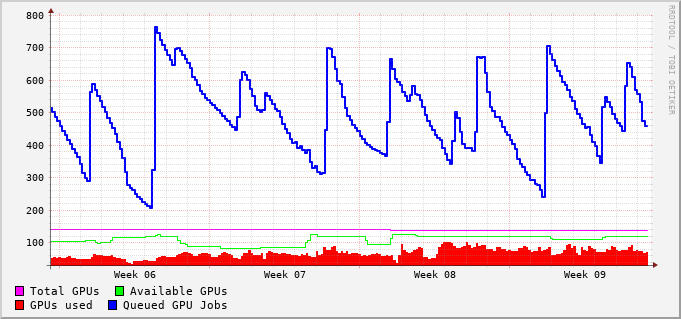 800
700
600
500
400
300
200
100
Week 06 Week 07 Week 08 Week 09
Total GPUs Available GPUs
GPUs used Queued GPU Jobs
RRDTOOL / TOBI OETIKER